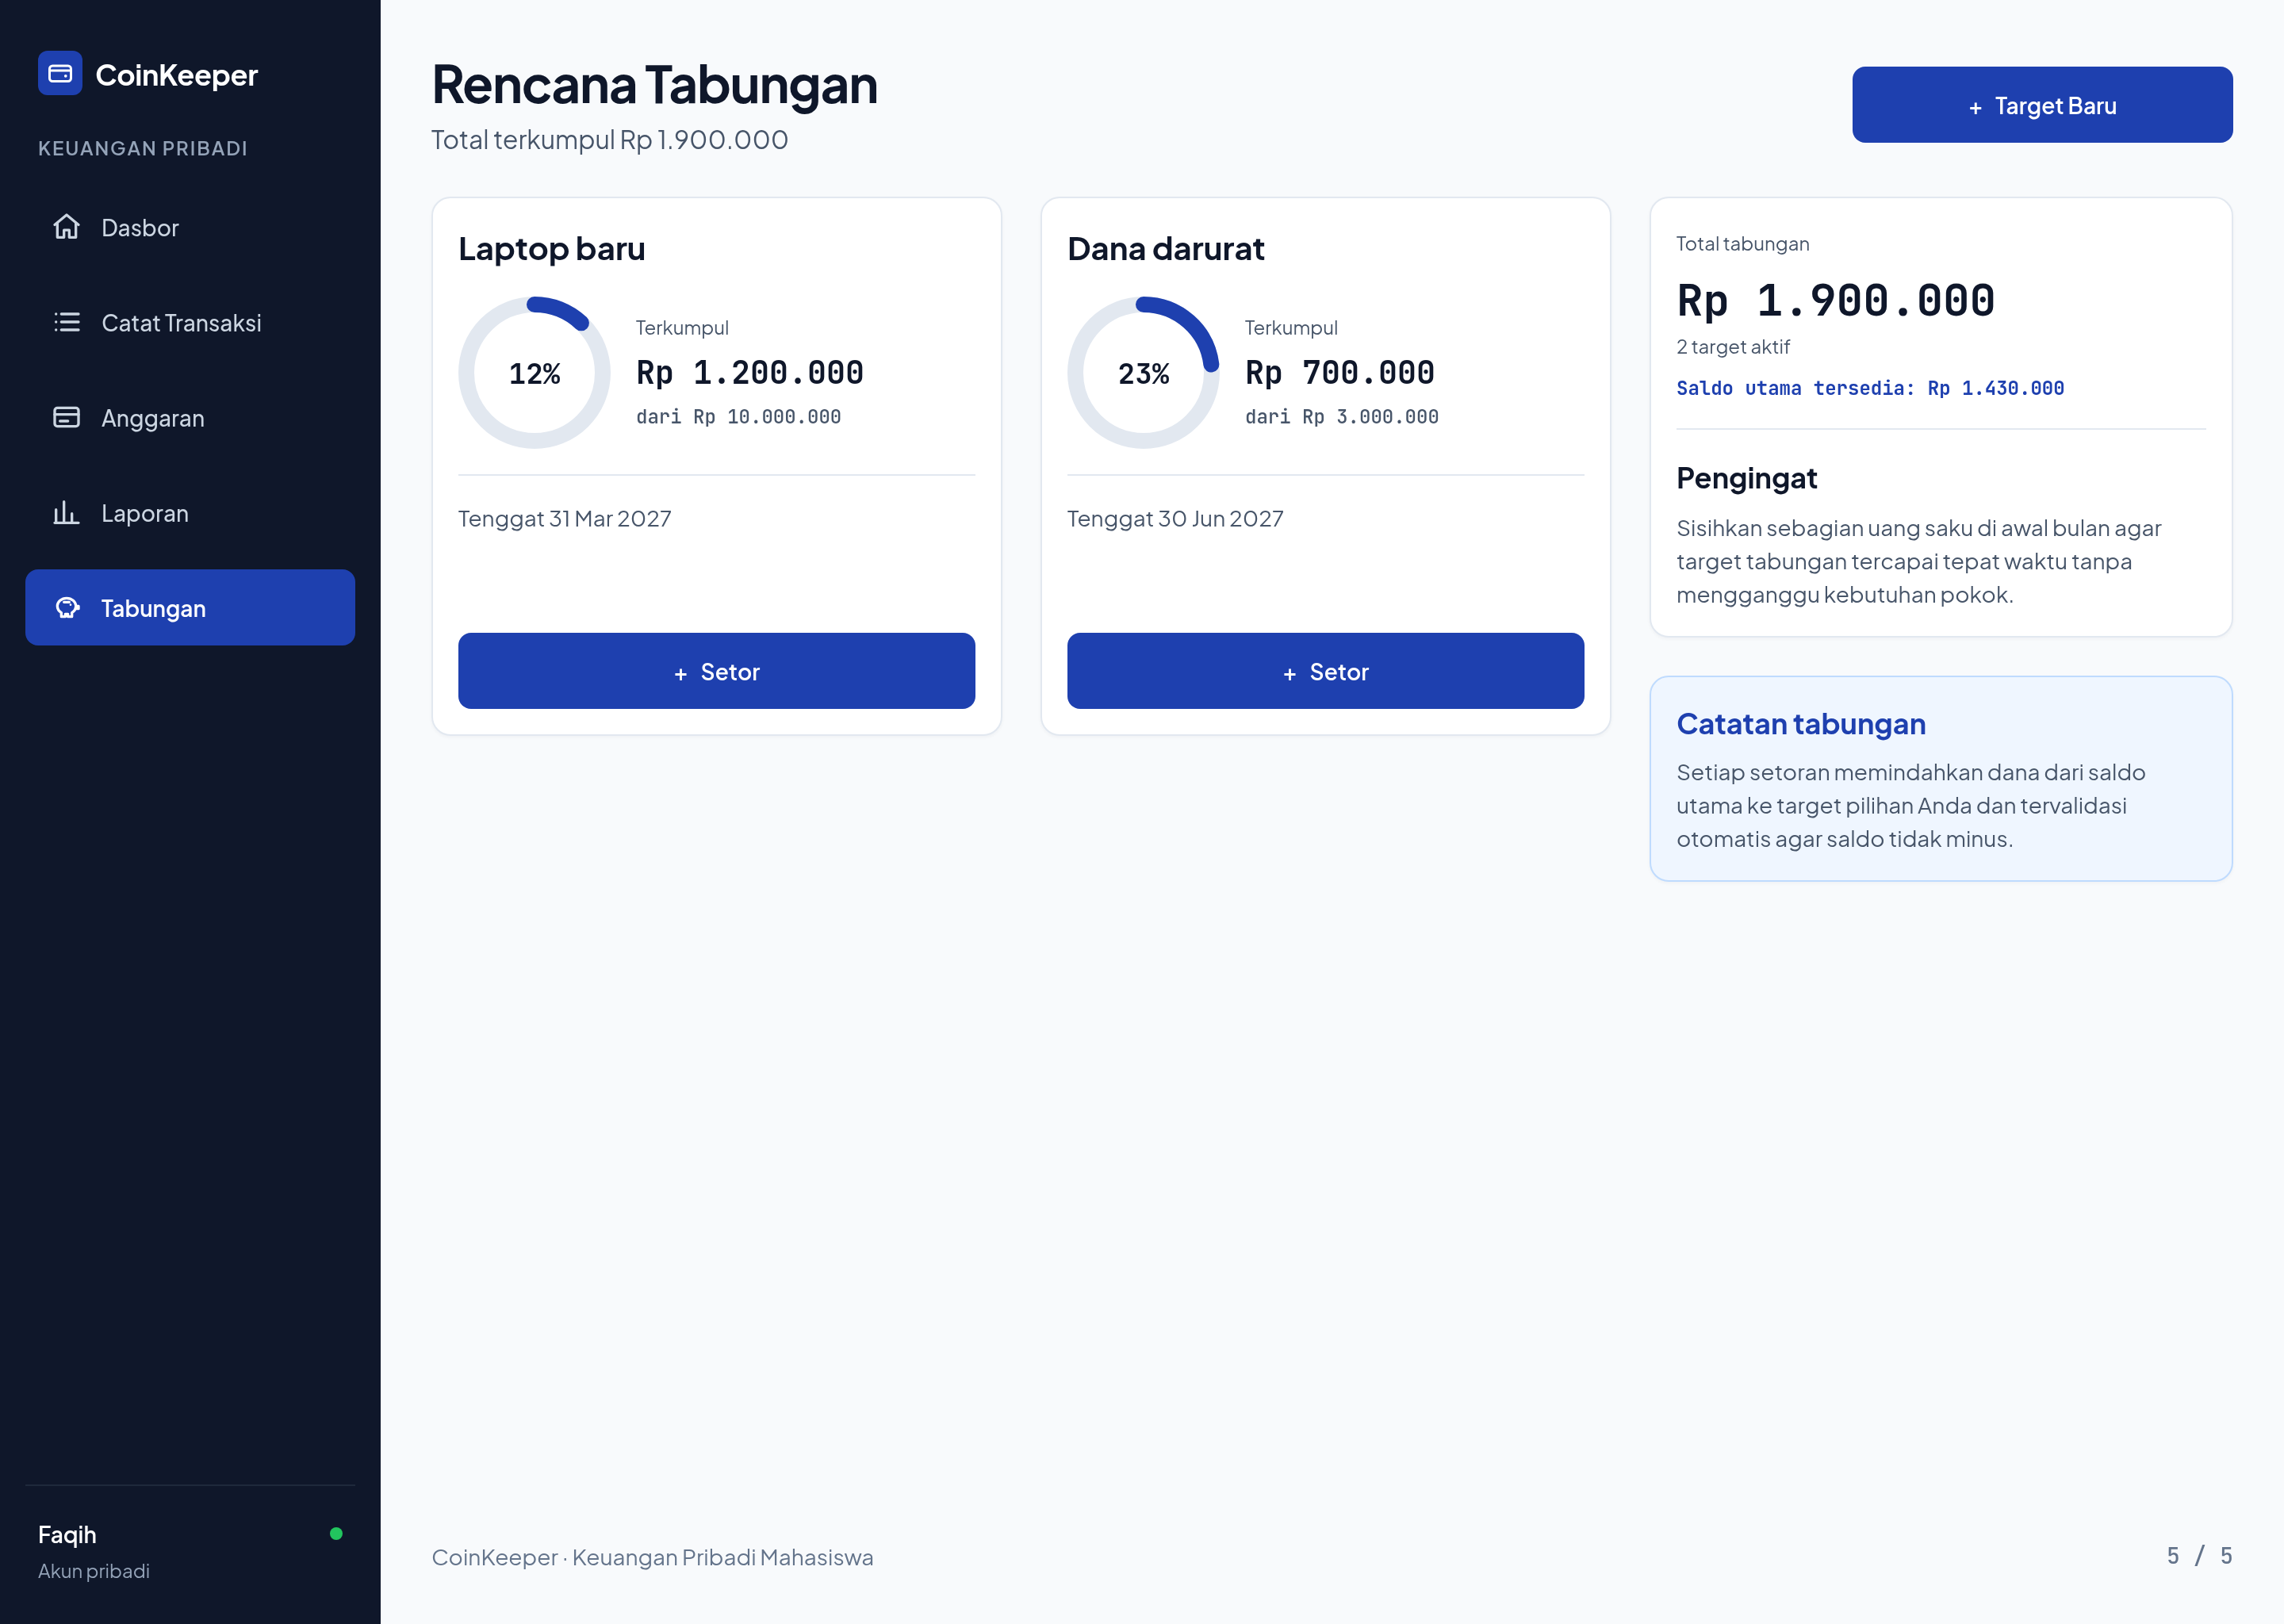 CoinKeeper
KEUANGAN PRIBADI
Dasbor
Catat Transaksi
Anggaran
Laporan
Tabungan
Faqih
Akun pribadi
Rencana Tabungan
Total terkumpul Rp 1.900.000
+ Target Baru
Laptop baru
12%
Terkumpul
Rp 1.200.000
dari Rp 10.000.000
Tenggat 31 Mar 2027
+ Setor
Dana darurat
23%
Terkumpul
Rp 700.000
dari Rp 3.000.000
Tenggat 30 Jun 2027
+ Setor
Total tabungan
Rp 1.900.000
2 target aktif
Saldo utama tersedia: Rp 1.430.000
Pengingat
Sisihkan sebagian uang saku di awal bulan agar
target tabungan tercapai tepat waktu tanpa
mengganggu kebutuhan pokok.
Catatan tabungan
Setiap setoran memindahkan dana dari saldo
utama ke target pilihan Anda dan tervalidasi
otomatis agar saldo tidak minus.
CoinKeeper · Keuangan Pribadi Mahasiswa
5 / 5